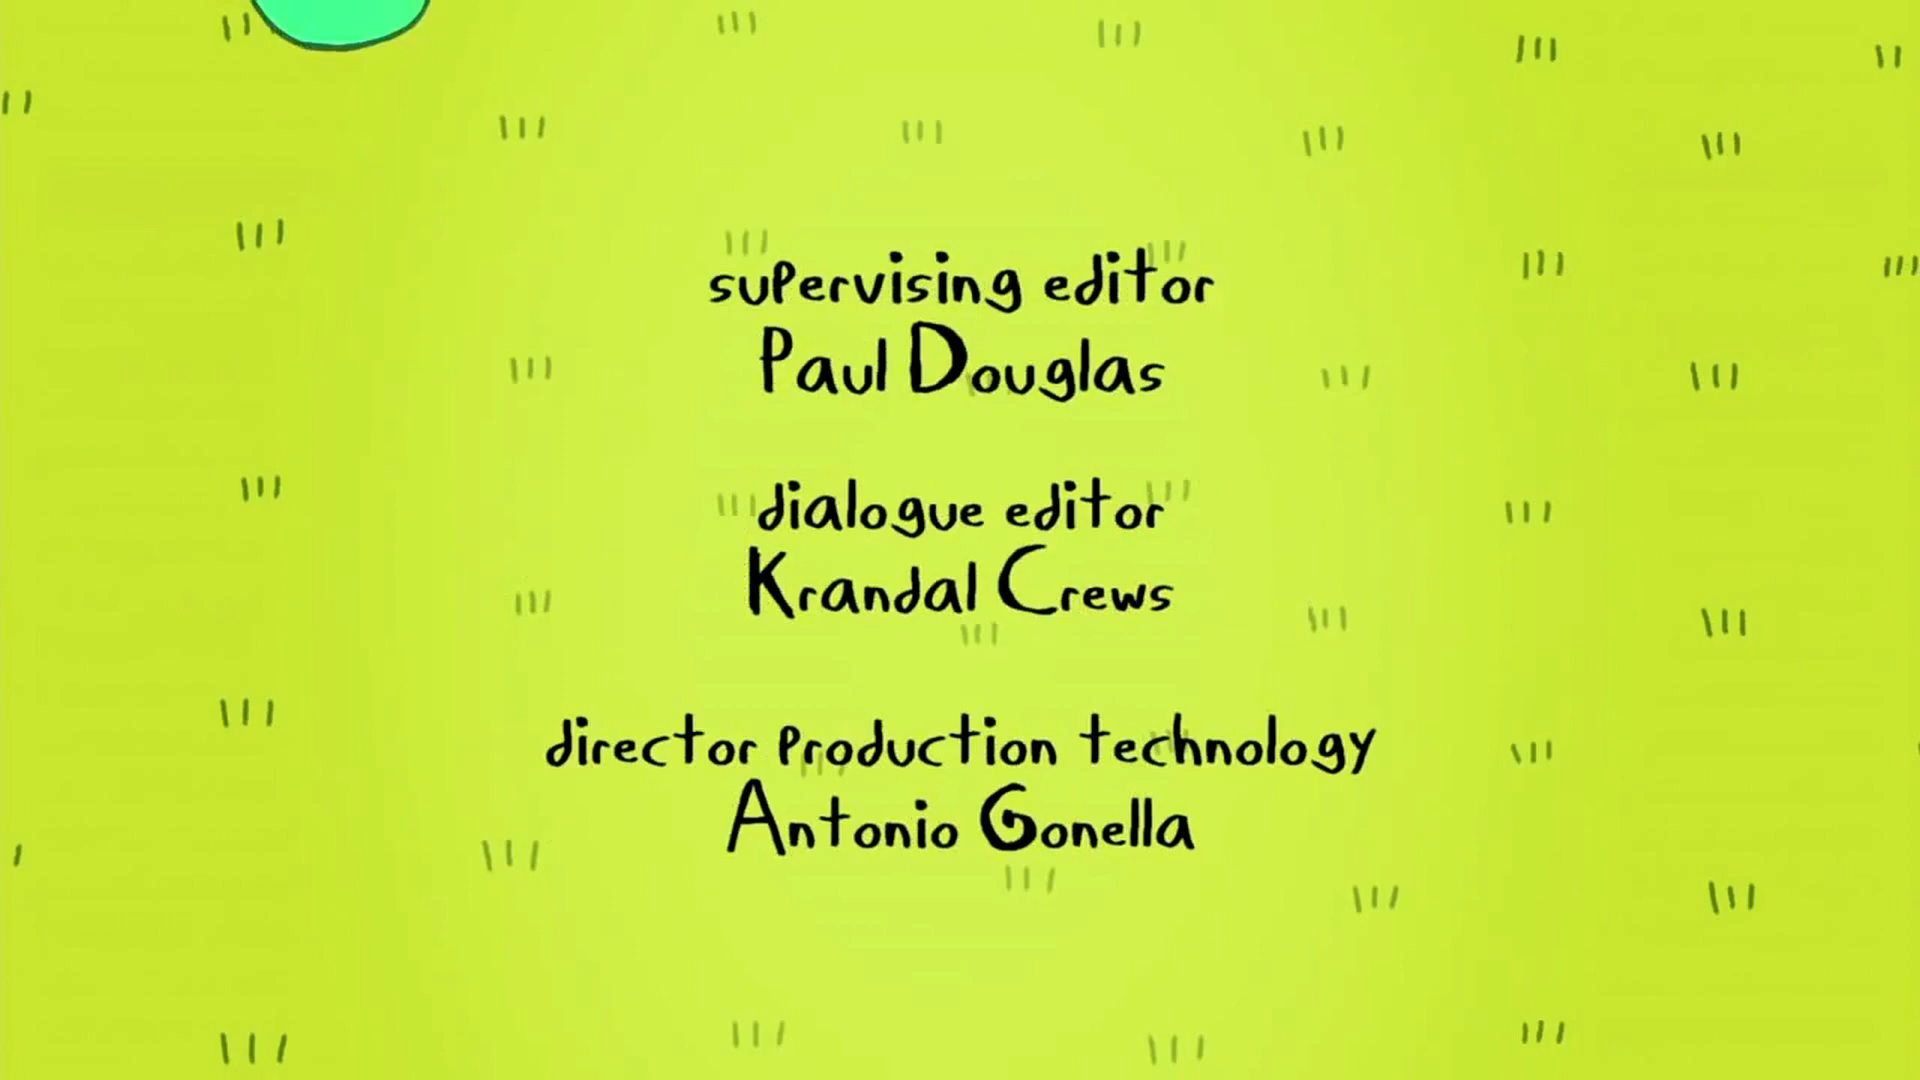 supervising editor
Paul Douglas
dialogue editor
Krandal Crews
director production technology
Antonio Gonella